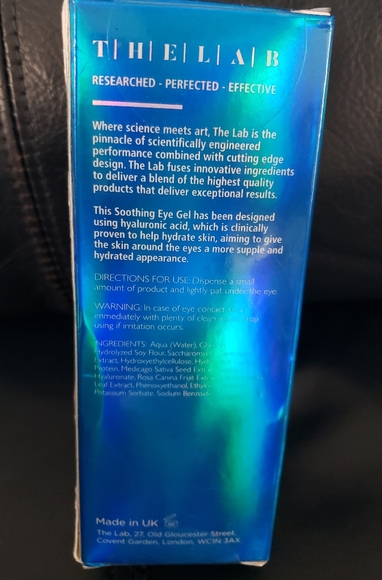 T|H|E|L|A|B
RESEARCHED - PERFECTED - EFFECTIVE
Where science meets art, The Lab is the
pinnacle of scientifically engineered
performance combined with cutting edge
design. The Lab fuses innovative ingredients
to deliver a blend of the highest quality
products that deliver exceptional results.
This Soothing Eye Gel has been designed
using hyaluronic acid, which is clinically
proven to help hydrate skin, aiming to give
the skin around the eyes a more supple and
hydrated appearance.
DIRECTIONS FOR USE: Dispense a small
amount of product and lightly pat under the eye.
WARNING: In case of eye contact
immediately with plenty of clean
using if irritation occurs.
INGREDIENTS: Aqua (Water),
Hydrolyzed Soy Flour,
Extract, Hydroxyethylcellulose,
Protein, Medicago Sativa Seed
Hyaluronate, Rosa Canina Fruit
Leaf Extract, Phenoxyethanol,
Potassium Sorbate, Sodium
Made in UK
The Lab, 27, Old Gloucester Street,
Covent Garden, London, WC1N 3AX